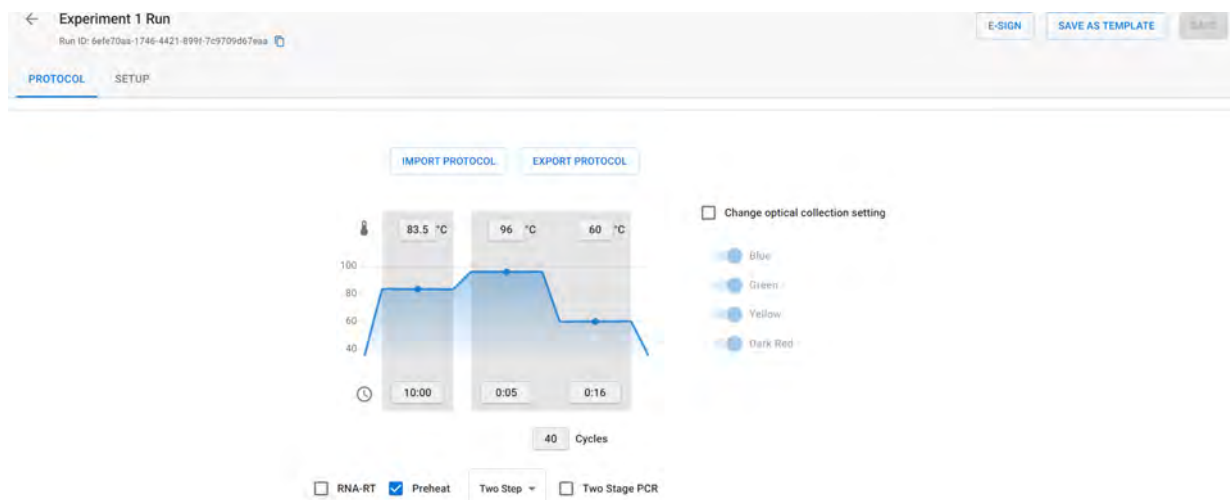 Experiment 1 Run
E-SIGN SAVE AS TEMPLATE SAVE
Run ID: 6efe70aa-1746-4421-899f-7c9709d67eaa
PROTOCOL SETUP
IMPORT PROTOCOL EXPORT PROTOCOL
Change optical collection setting
83.5 °C 96 °C 60 °C
Blue
100
Green
80
Yellow
60
Dark Red
40
10:00 0:05 0:16
40 Cycles
RNA-RT Preheat Two Step Two Stage PCR